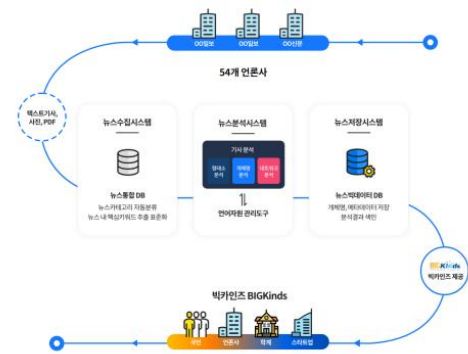 OO일보
OO일보
OO신문
54개 언론사
텍스트기사,
사진, PDF
뉴스수집시스템
뉴스통합 DB
뉴스카테고리 자동분류
뉴스 내 핵심키워드 추출 표준화
뉴스분석시스템
기사 분석
형태소
분석
개체명
분석
네트워크
분석
언어자원 관리도구
뉴스저장시스템
뉴스빅데이터 DB
개체명, 메타데이터 저장
분석결과 색인
BIGKinds
빅카인즈 제공
빅카인즈 BIGKinds
국민
언론사
학계
스타트업